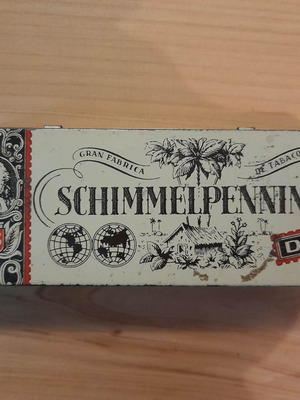 GRAN FABRICA DE TABACO
SCHIMMELPENNIN
D